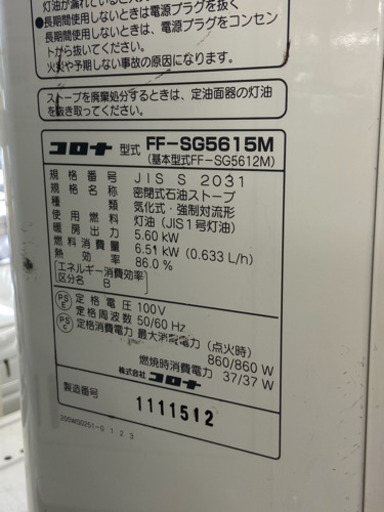 灯油が漏れていると火災
●長期間使用しないときは電源プラグを抜く
長期間使用しないときは電源プラグをコンセン
トから抜いてください。
火災や予期しない事故の原因になります。
ストーブを廃棄処分するときは、定油面器の灯油
を抜き取ってください。
コロナ 型式 FF-SG5615M
(基本型式FF-SG5612M)
規格番号 JIS S 2031
種類 密閉式石油ストーブ
気化式・強制対流形
使用燃料 灯油(JIS1号灯油)
暖房出力 5.60 kW
燃料消費量 6.51 kW (0.633 L/h)
熱効率 86.0 %
[エネルギー消費効率]
区分名 B
PSE 定格電圧 100V
定格周波数 50/60 Hz
PSE 定格消費電力 最大消費電力 (点火時)
860/860 W
燃焼時消費電力 37/37 W
株式会社 コロナ
製造番号 1111512
205WG0251-G 1 2 3